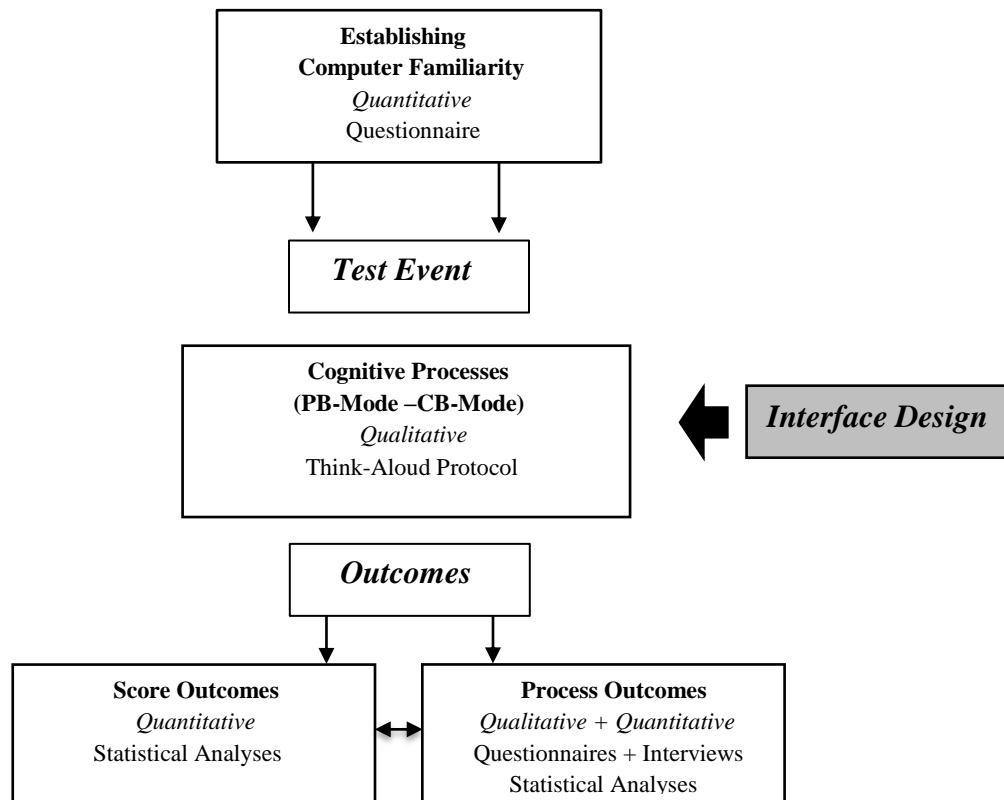 Establishing
Computer Familiarity
Quantitative
Questionnaire
Test Event
Cognitive Processes
(PB-Mode –CB-Mode)
Qualitative
Think-Aloud Protocol
Interface Design
Outcomes
Score Outcomes
Quantitative
Statistical Analyses
Process Outcomes
Qualitative + Quantitative
Questionnaires + Interviews
Statistical Analyses